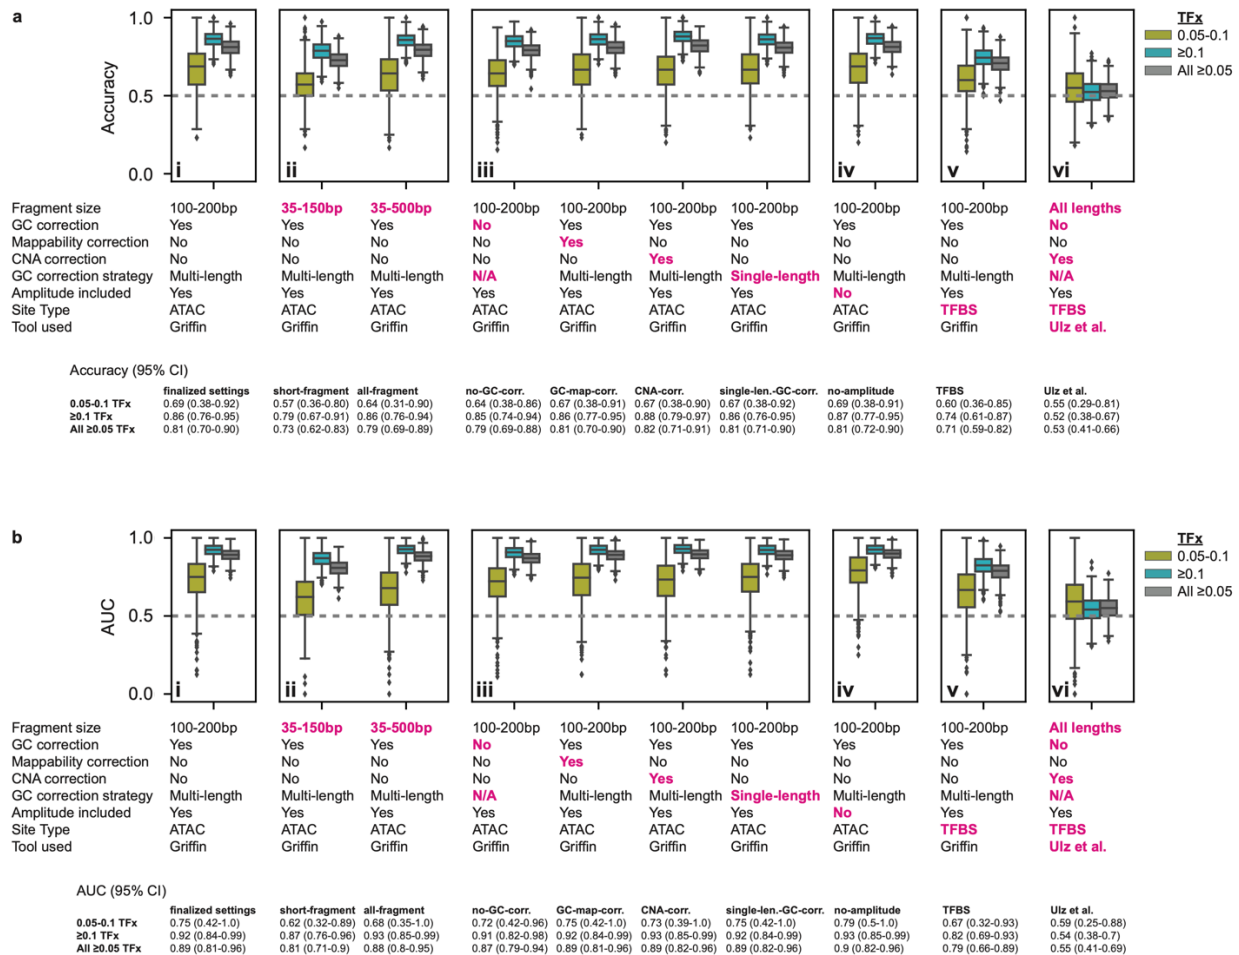 a
1.0
0.5
0.0
Accuracy
i
ii
iii
iv
v
vi
TFx
0.05-0.1
≥0.1
All ≥0.05
Fragment size 100-200bp 35-150bp 35-500bp 100-200bp 100-200bp 100-200bp 100-200bp 100-200bp 100-200bp All lengths
GC correction Yes Yes Yes No Yes Yes Yes Yes Yes No
Mappability correction No No No No Yes No No No No No
CNA correction No No No No No Yes No No No Yes
GC correction strategy Multi-length Multi-length Multi-length N/A Multi-length Multi-length Single-length Multi-length Multi-length N/A
Amplitude included Yes Yes Yes Yes Yes Yes Yes No Yes Yes
Site Type ATAC ATAC ATAC ATAC ATAC ATAC ATAC ATAC TFBS TFBS
Tool used Griffin Griffin Griffin Griffin Griffin Griffin Griffin Griffin Griffin Ulz et al.
Accuracy (95% CI)
finalized settings short-fragment all-fragment no-GC-corr. GC-map-corr. CNA-corr. single-len.-GC-corr. no-amplitude TFBS Ulz et al.
0.05-0.1 TFx 0.69 (0.38-0.92) 0.57 (0.36-0.80) 0.64 (0.31-0.90) 0.64 (0.38-0.86) 0.67 (0.38-0.91) 0.67 (0.38-0.90) 0.67 (0.38-0.92) 0.69 (0.38-0.91) 0.60 (0.36-0.85) 0.55 (0.29-0.81)
≥0.1 TFx 0.86 (0.76-0.95) 0.79 (0.67-0.91) 0.86 (0.76-0.94) 0.85 (0.74-0.94) 0.86 (0.77-0.95) 0.88 (0.79-0.97) 0.86 (0.76-0.95) 0.87 (0.77-0.95) 0.74 (0.61-0.87) 0.52 (0.38-0.67)
All ≥0.05 TFx 0.81 (0.70-0.90) 0.73 (0.62-0.83) 0.79 (0.69-0.89) 0.79 (0.69-0.88) 0.81 (0.70-0.90) 0.82 (0.71-0.91) 0.81 (0.71-0.90) 0.81 (0.72-0.90) 0.71 (0.59-0.82) 0.53 (0.41-0.66)
b
1.0
0.5
0.0
AUC
i
ii
iii
iv
v
vi
TFx
0.05-0.1
≥0.1
All ≥0.05
Fragment size 100-200bp 35-150bp 35-500bp 100-200bp 100-200bp 100-200bp 100-200bp 100-200bp 100-200bp All lengths
GC correction Yes Yes Yes No Yes Yes Yes Yes Yes No
Mappability correction No No No No Yes No No No No No
CNA correction No No No No No Yes No No No Yes
GC correction strategy Multi-length Multi-length Multi-length N/A Multi-length Multi-length Single-length Multi-length Multi-length N/A
Amplitude included Yes Yes Yes Yes Yes Yes Yes No Yes Yes
Site Type ATAC ATAC ATAC ATAC ATAC ATAC ATAC ATAC TFBS TFBS
Tool used Griffin Griffin Griffin Griffin Griffin Griffin Griffin Griffin Griffin Ulz et al.
AUC (95% CI)
finalized settings short-fragment all-fragment no-GC-corr. GC-map-corr. CNA-corr. single-len.-GC-corr. no-amplitude TFBS Ulz et al.
0.05-0.1 TFx 0.75 (0.42-1.0) 0.62 (0.32-0.89) 0.68 (0.35-1.0) 0.72 (0.42-0.96) 0.75 (0.42-1.0) 0.73 (0.39-1.0) 0.75 (0.42-1.0) 0.79 (0.5-1.0) 0.67 (0.32-0.93) 0.59 (0.25-0.88)
≥0.1 TFx 0.92 (0.84-0.99) 0.87 (0.76-0.96) 0.93 (0.85-0.99) 0.91 (0.82-0.98) 0.92 (0.84-0.99) 0.93 (0.85-0.99) 0.92 (0.84-0.99) 0.93 (0.85-0.99) 0.82 (0.69-0.93) 0.54 (0.38-0.7)
All ≥0.05 TFx 0.89 (0.81-0.96) 0.81 (0.71-0.9) 0.88 (0.8-0.95) 0.87 (0.79-0.94) 0.89 (0.81-0.96) 0.89 (0.82-0.96) 0.89 (0.82-0.96) 0.9 (0.82-0.96) 0.79 (0.66-0.89) 0.55 (0.41-0.69)